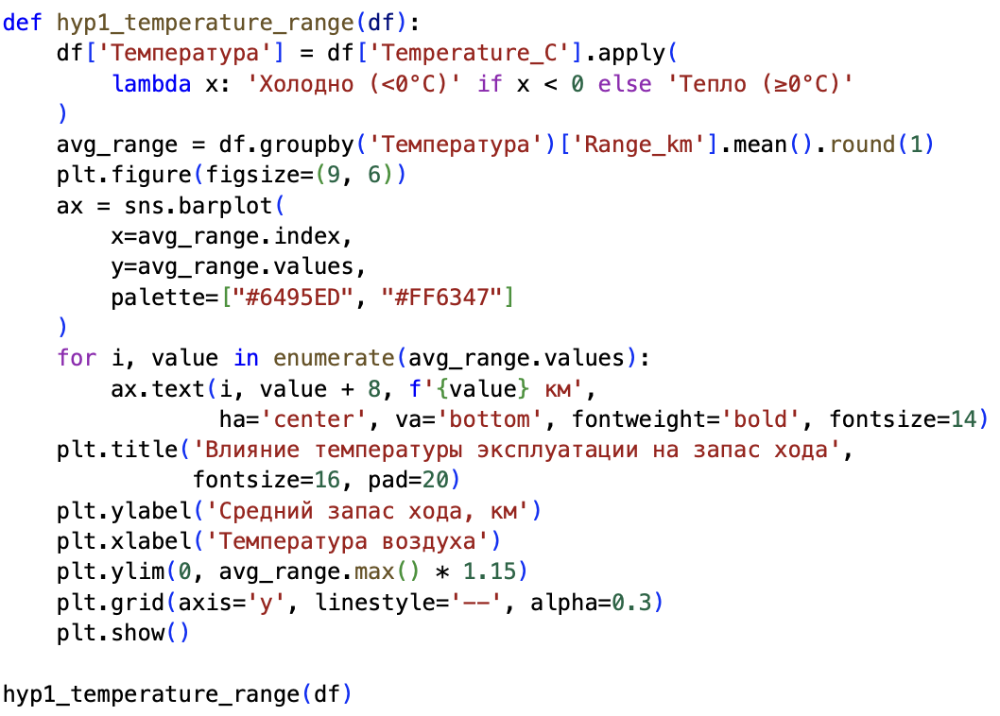 def hyp1_temperature_range(df):
    df['Температура'] = df['Temperature_C'].apply(
        lambda x: 'Холодно (<0°C)' if x < 0 else 'Тепло (≥0°C)'
    )
    avg_range = df.groupby('Температура')['Range_km'].mean().round(1)
    plt.figure(figsize=(9, 6))
    ax = sns.barplot(
        x=avg_range.index,
        y=avg_range.values,
        palette=["#6495ED", "#FF6347"]
    )
    for i, value in enumerate(avg_range.values):
        ax.text(i, value + 8, f'{value} км',
                ha='center', va='bottom', fontweight='bold', fontsize=14)
    plt.title('Влияние температуры эксплуатации на запас хода',
              fontsize=16, pad=20)
    plt.ylabel('Средний запас хода, км')
    plt.xlabel('Температура воздуха')
    plt.ylim(0, avg_range.max() * 1.15)
    plt.grid(axis='y', linestyle='--', alpha=0.3)
    plt.show()

hyp1_temperature_range(df)